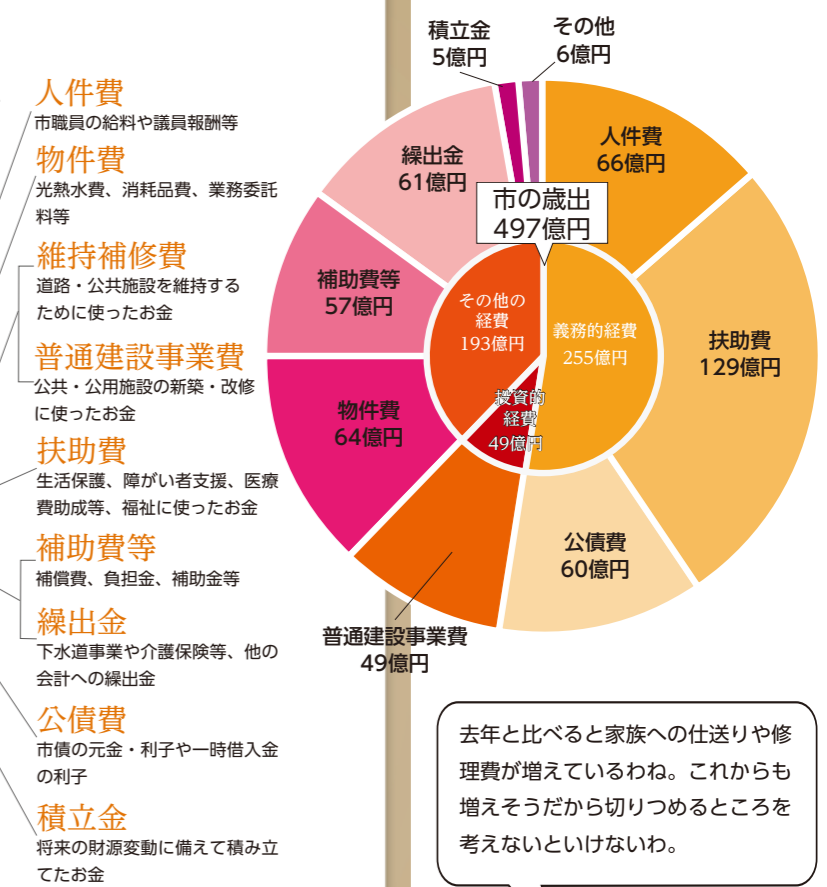 人件費
市職員の給料や議員報酬等
物件費
光熱水費、消耗品費、業務委託
料等
維持補修費
道路・公共施設を維持する
ために使ったお金
普通建設事業費
公共・公用施設の新築・改修
に使ったお金
扶助費
生活保護、障がい者支援、医療
費助成等、福祉に使ったお金
補助費等
補償費、負担金、補助金等
繰出金
下水道事業や介護保険等、他の
会計への繰出金
公債費
市債の元金・利子や一時借入金
の利子
積立金
将来の財源変動に備えて積み立
てたお金
積立金
5億円
その他
6億円
人件費
66億円
繰出金
61億円
市の歳出
497億円
補助費等
57億円
その他の
経費
193億円
義務的経費
255億円
扶助費
129億円
投資的
経費
49億円
物件費
64億円
公債費
60億円
普通建設事業費
49億円
去年と比べると家族への仕送りや修
理費が増えているわね。これからも
増えそうだから切りつめるところを
考えないといけないわ。